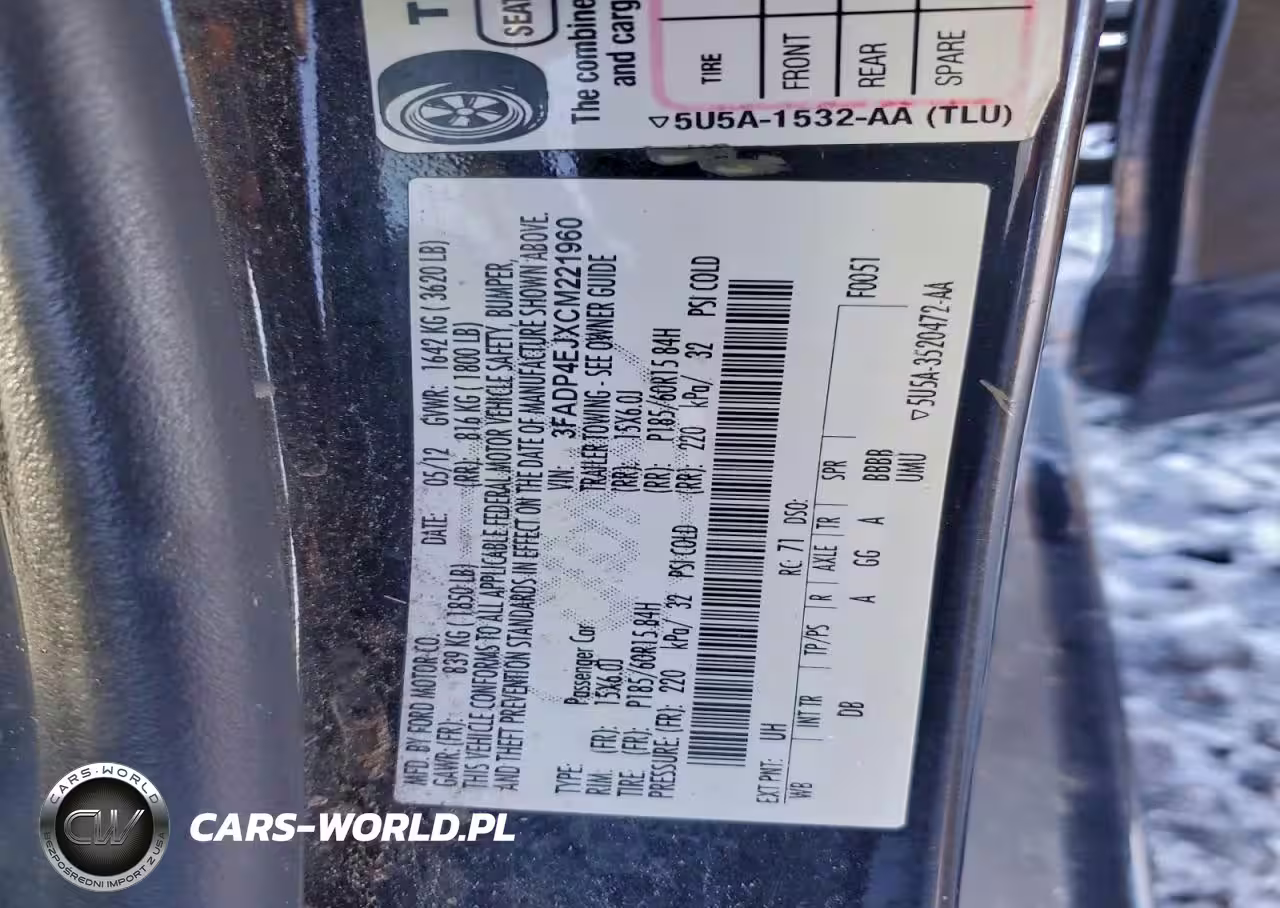 T
SEAT
The combine
and carg
TIRE
FRONT
REAR
SPARE
5U5A-1532-AA (TLU)
MFD. BY FORD MOTOR CO.
DATE: 05/12 GVWR: 1642 KG ( 3620 LB)
GAWR: (FR): 839 KG ( 1850 LB) (RR): 816 KG ( 1800 LB)
THIS VEHICLE CONFORMS TO ALL APPLICABLE FEDERAL MOTOR VEHICLE SAFETY, BUMPER,
AND THEFT PREVENTION STANDARDS IN EFFECT ON THE DATE OF MANUFACTURE SHOWN ABOVE.
VIN: 3FADP4EJXCM221960
TYPE: Passenger Car TRAILER TOWING - SEE OWNER GUIDE
RIM: (FR): 15X6.0J (RR): 15X6.0J
TIRE: (FR): P185/60R15 84H (RR): P185/60R15 84H
PRESSURE: (FR): 220 kPa/ 32 PSI COLD (RR): 220 kPa/ 32 PSI COLD
EXT PNT: UH RC: 71 DSO:
WB INT TR TP/PS R AXLE TR SPR F0051
DB A GG A BBBB
UMU
5U5A-3520472-AA
CARS-WORLD
CW
BEZPOŚREDNI IMPORT Z USA
CARS-WORLD.PL